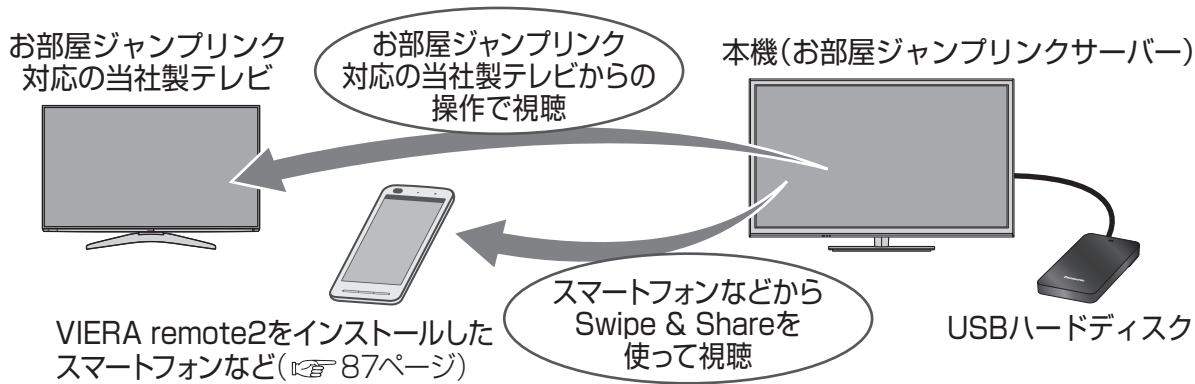 お部屋ジャンプリンク
対応の当社製テレビ
お部屋ジャンプリンク
対応の当社製テレビからの
操作で視聴
本機(お部屋ジャンプリンクサーバー)
VIERA remote2をインストールした
スマートフォンなど(☞87ページ)
スマートフォンなどから
Swipe & Shareを
使って視聴
Panasonic
USBハードディスク